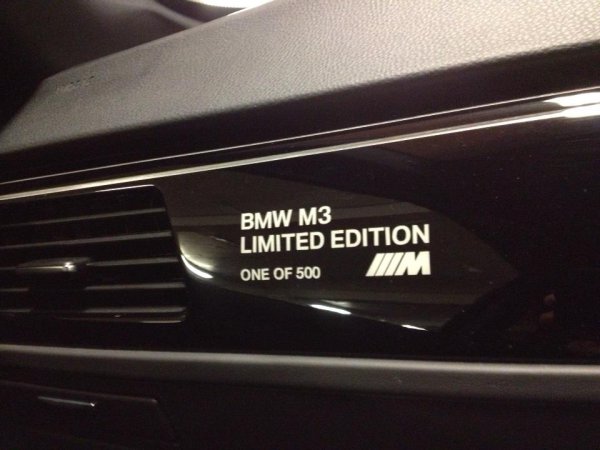 BMW M3
LIMITED EDITION
ONE OF 500
M